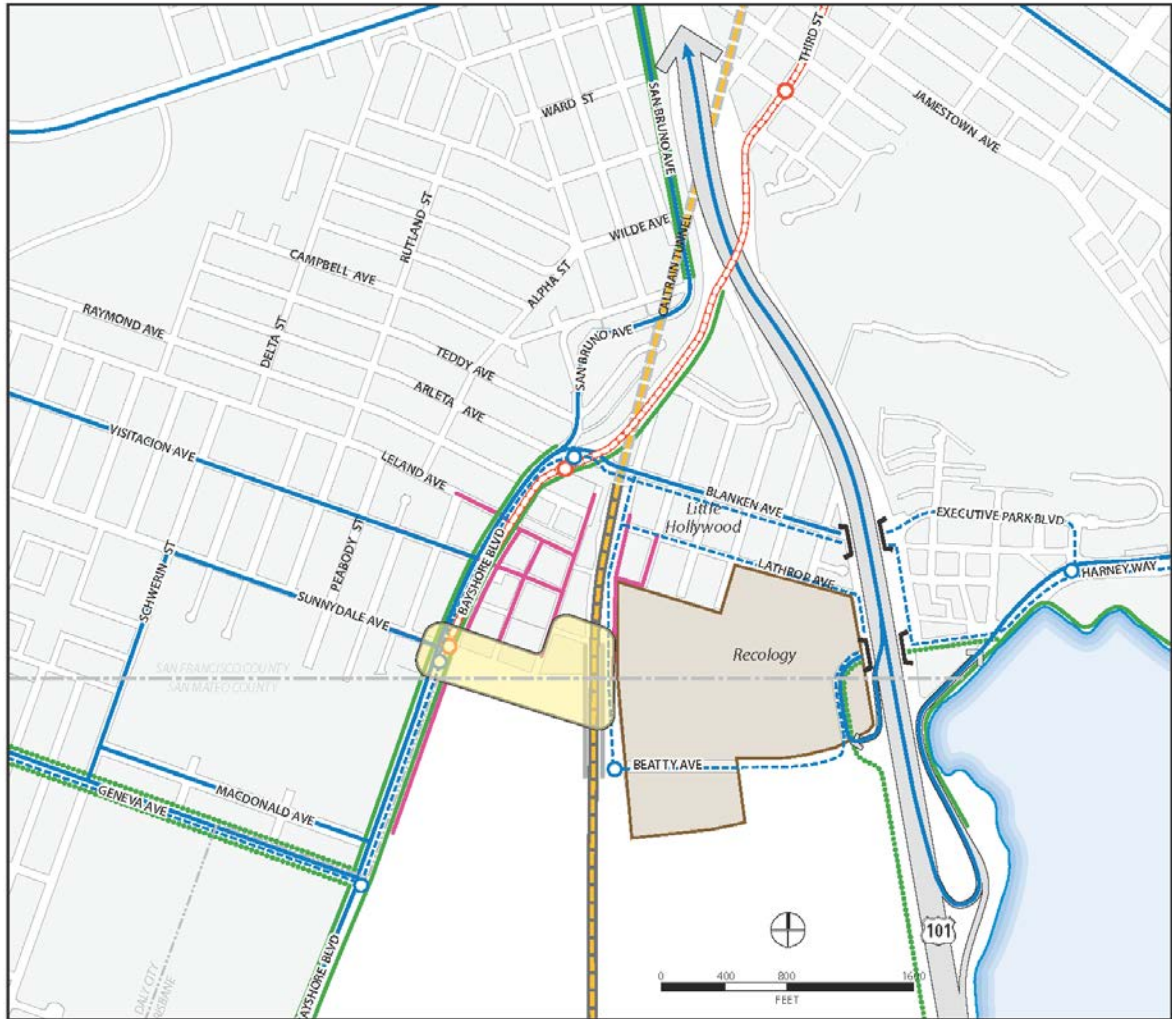 THIRD ST
SAN BRUNO AVE
WARD ST
JAMESTOWN AVE
RUTLAND ST
WILDE AVE
CALTRAIN TUNNEL
CAMPBELL AVE
ALPHA ST
RAYMOND AVE
DELTA ST
SAN BRUNO AVE
TEDDY AVE
ARLETA AVE
VISITACION AVE
LELAND AVE
BLANKEN AVE
Little
Hollywood
EXECUTIVE PARK BLVD
BAYSHORE BLVD
PEABODY ST
SCHWERIN ST
LATHROP AVE
HARNEY WAY
SUNNYDALE AVE
Recology
SAN FRANCISCO COUNTY
SAN MATEO COUNTY
BEATTY AVE
GENEVA AVE
MACDONALD AVE
101
AYSHORE BLVD
DALY CITY
RISBANE
0 400 800 1600
FEET